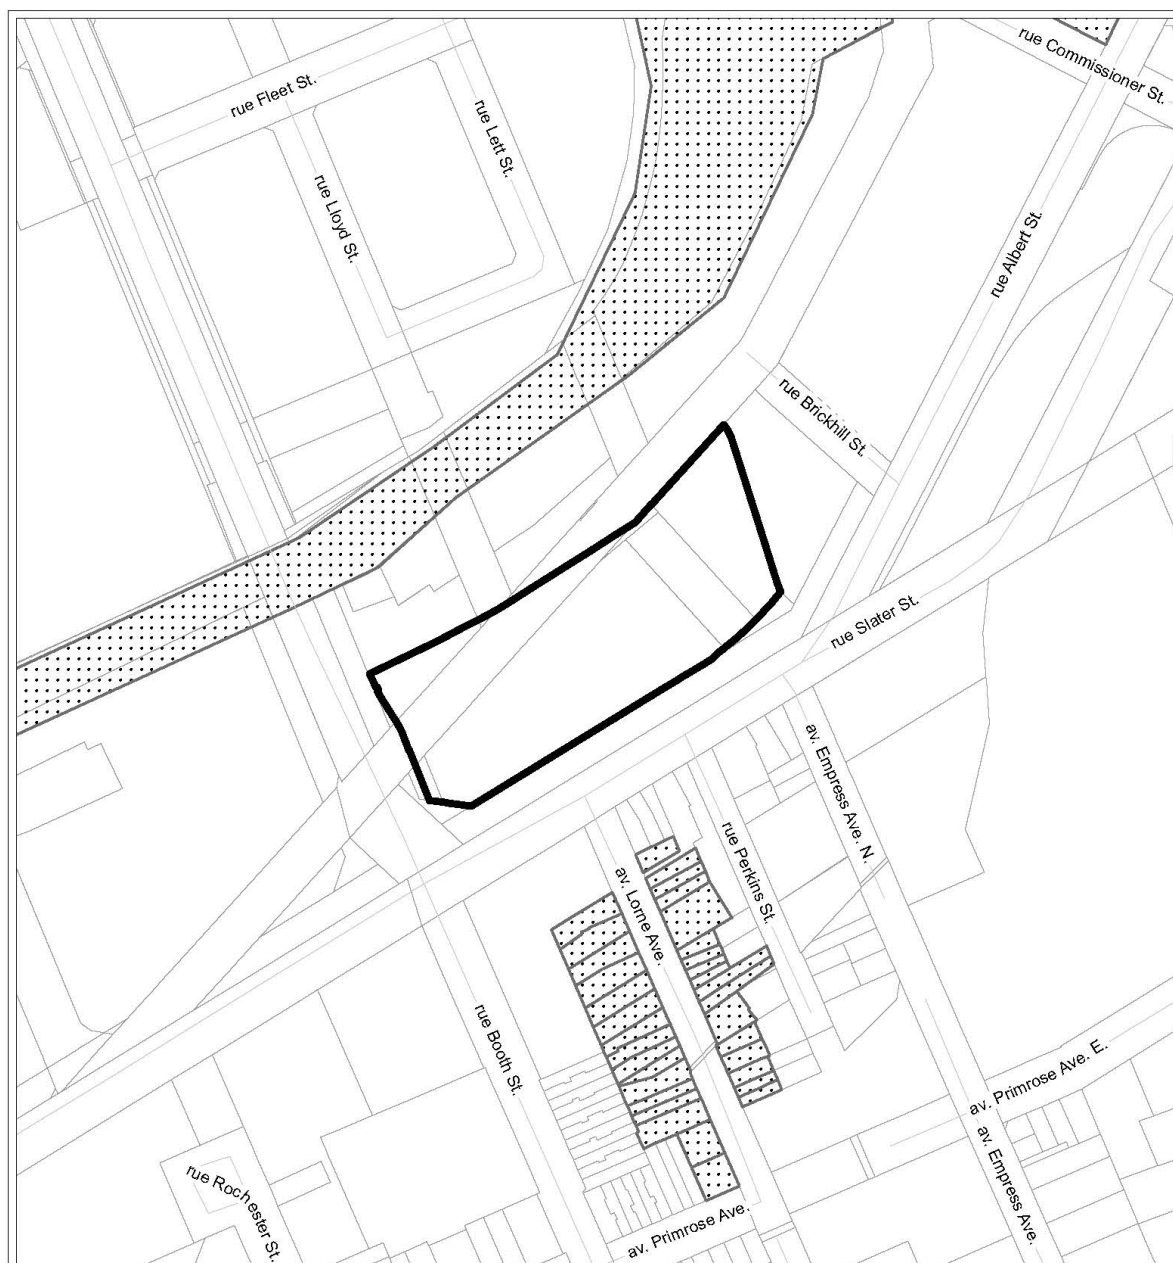 rue Commissioner St.
rue Fleet St.
rue Lett St.
rue Lloyd St.
rue Albert St.
rue Brickhill St.
rue Slater St.
av. Empress Ave. N.
rue Perkins St.
av. Lorne Ave.
rue Booth St.
av. Primrose Ave. E.
av. Empress Ave.
rue Rochester St.
av. Primrose Ave.